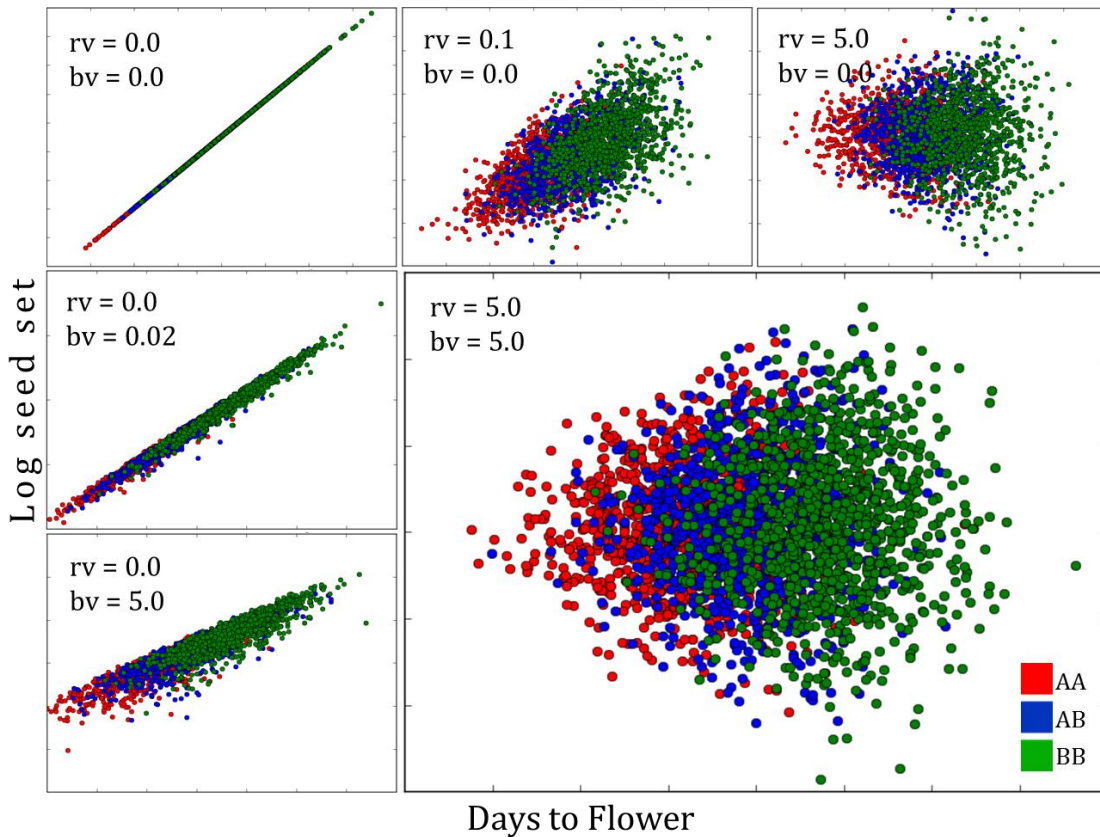 rv = 0.0
bv = 0.0
rv = 0.1
bv = 0.0
rv = 5.0
bv = 0.0
rv = 0.0
bv = 0.02
rv = 5.0
bv = 5.0
rv = 0.0
bv = 5.0
Log seed set
AA
AB
BB
Days to Flower